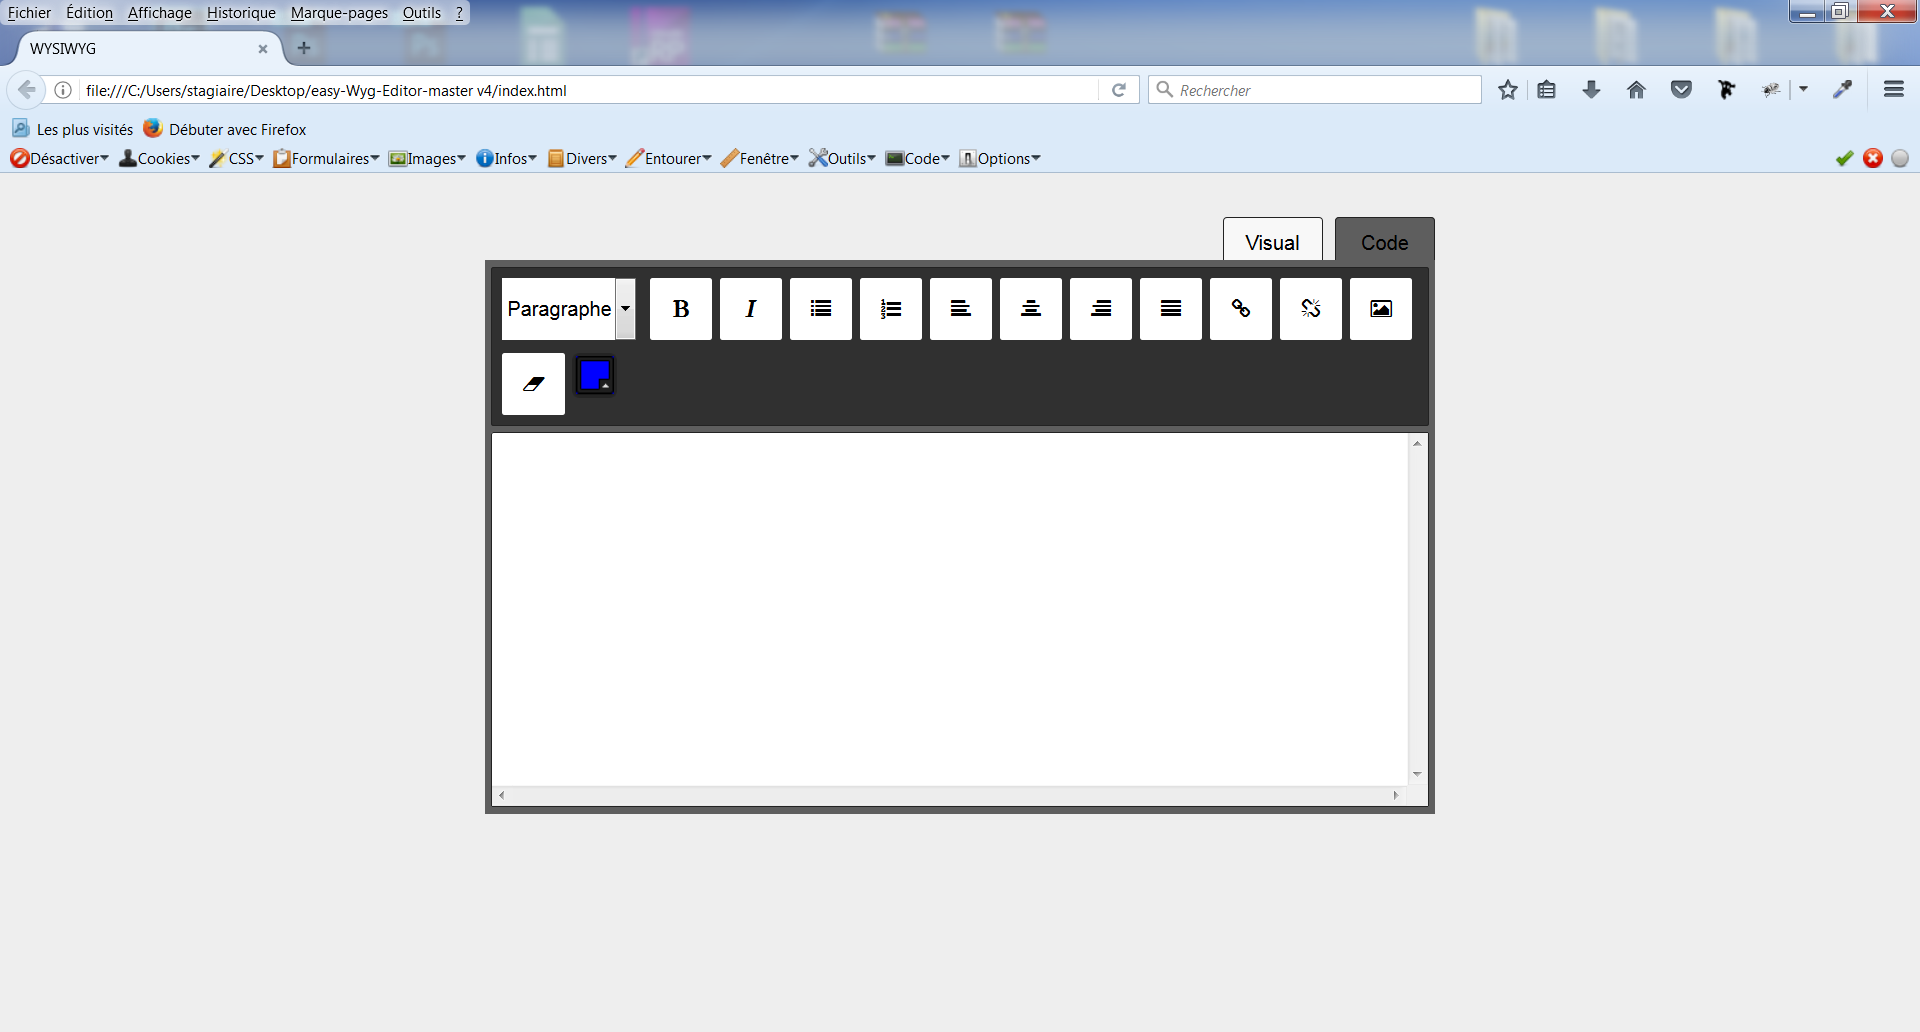 Fichier Édition Affichage Historique Marque-pages Outils ?
WYSIWYG
file:///C:/Users/stagiaire/Desktop/easy-Wyg-Editor-master v4/index.html
Rechercher
Les plus visités Débuter avec Firefox
Désactiver Cookies CSS Formulaires Images Infos Divers Entourer Fenêtre Outils Code Options
Visual Code
Paragraphe B I